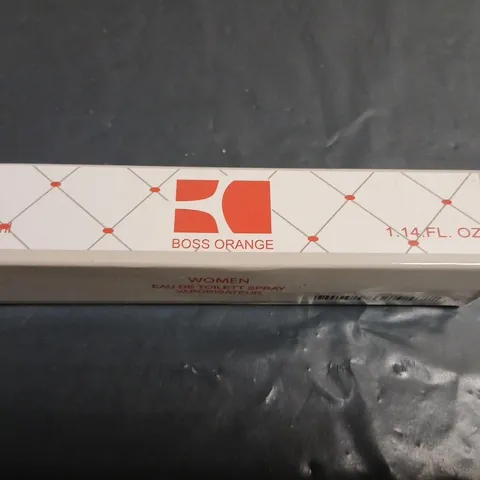 BOSS ORANGE
1.14.FL. OZ
WOMEN
EAU DE TOILETT SPRAY
VAPORISATEUR